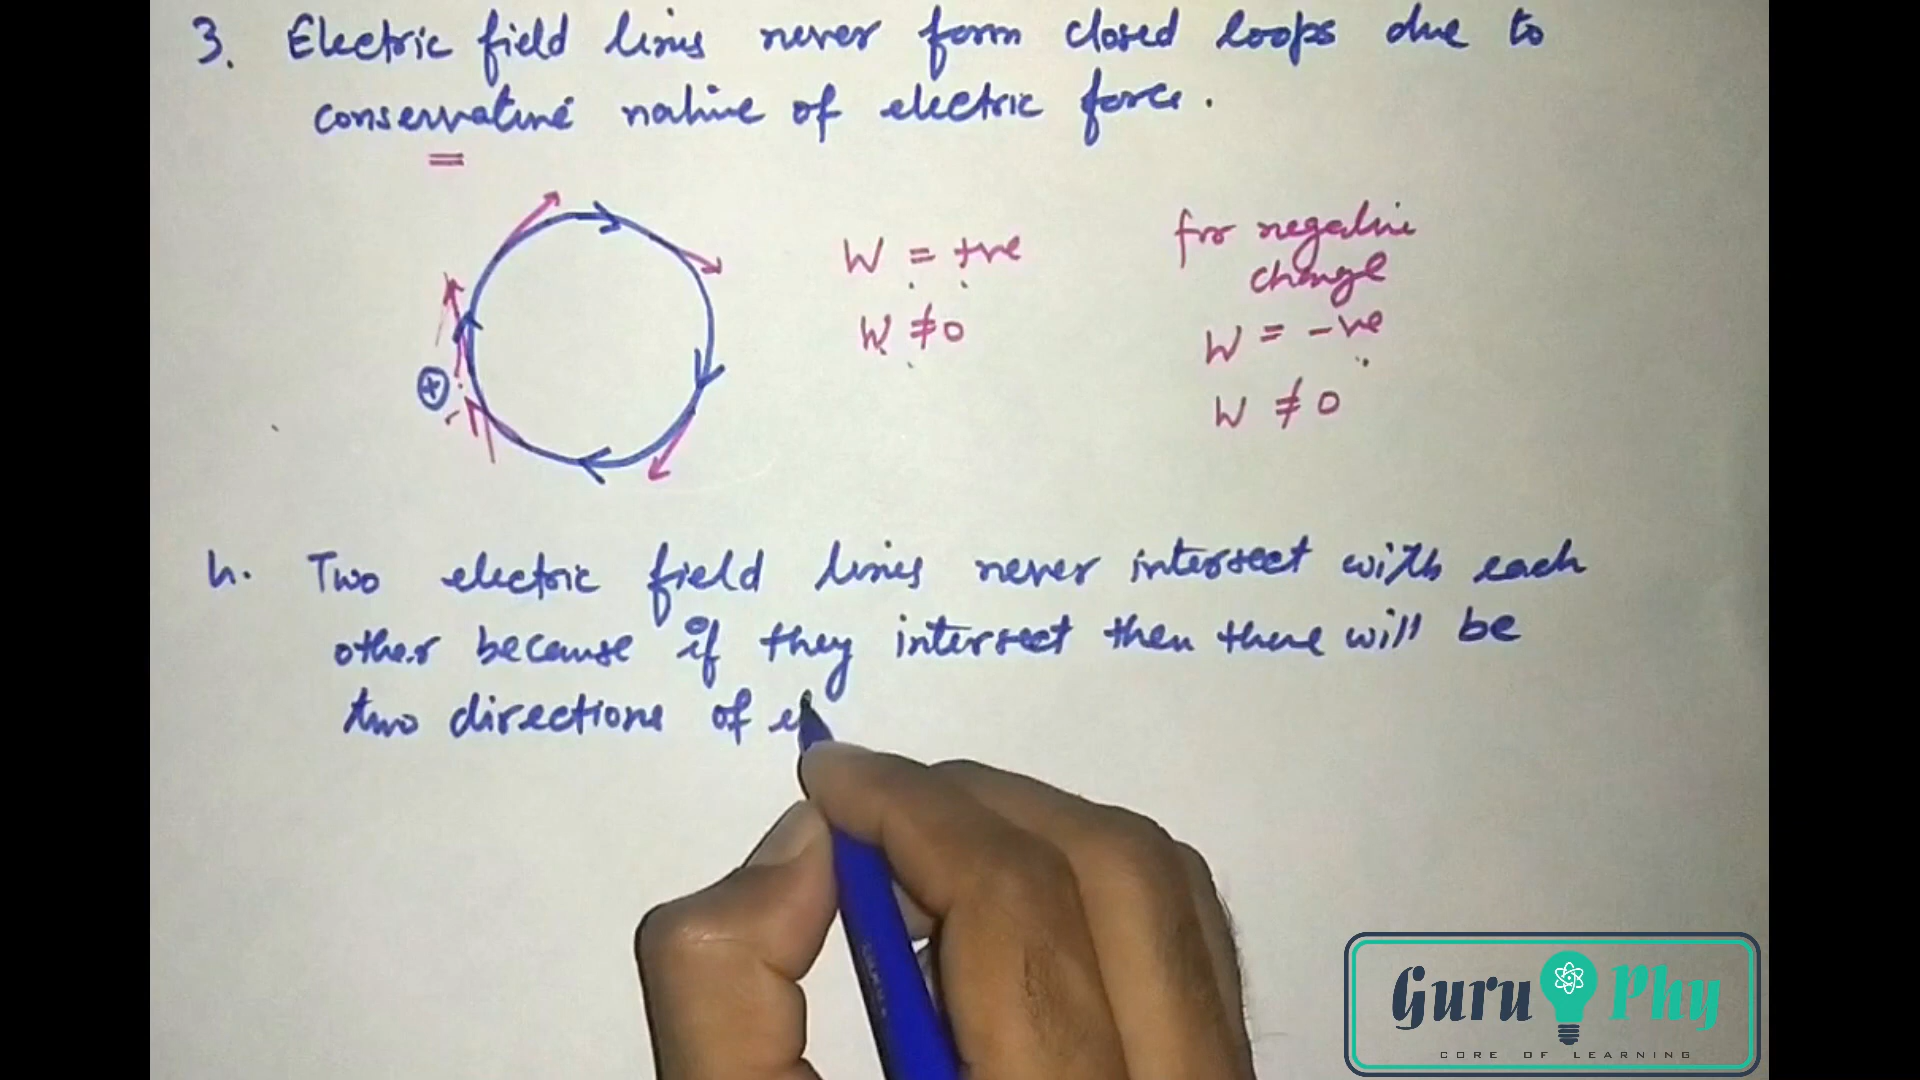 3. Electric field lines never form closed loops due to
conservative nature of electric force.
W = +ve
W ≠ 0
for negative
charge
W = -ve
W ≠ 0
+
4. Two electric field lines never intersect with each
other because if they intersect then there will be
two directions of el
Guru Phy
CORE OF LEARNING